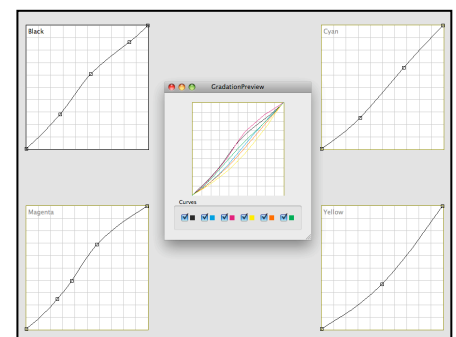 Black
Cyan
GradationPreview
Curves
Magenta
Yellow